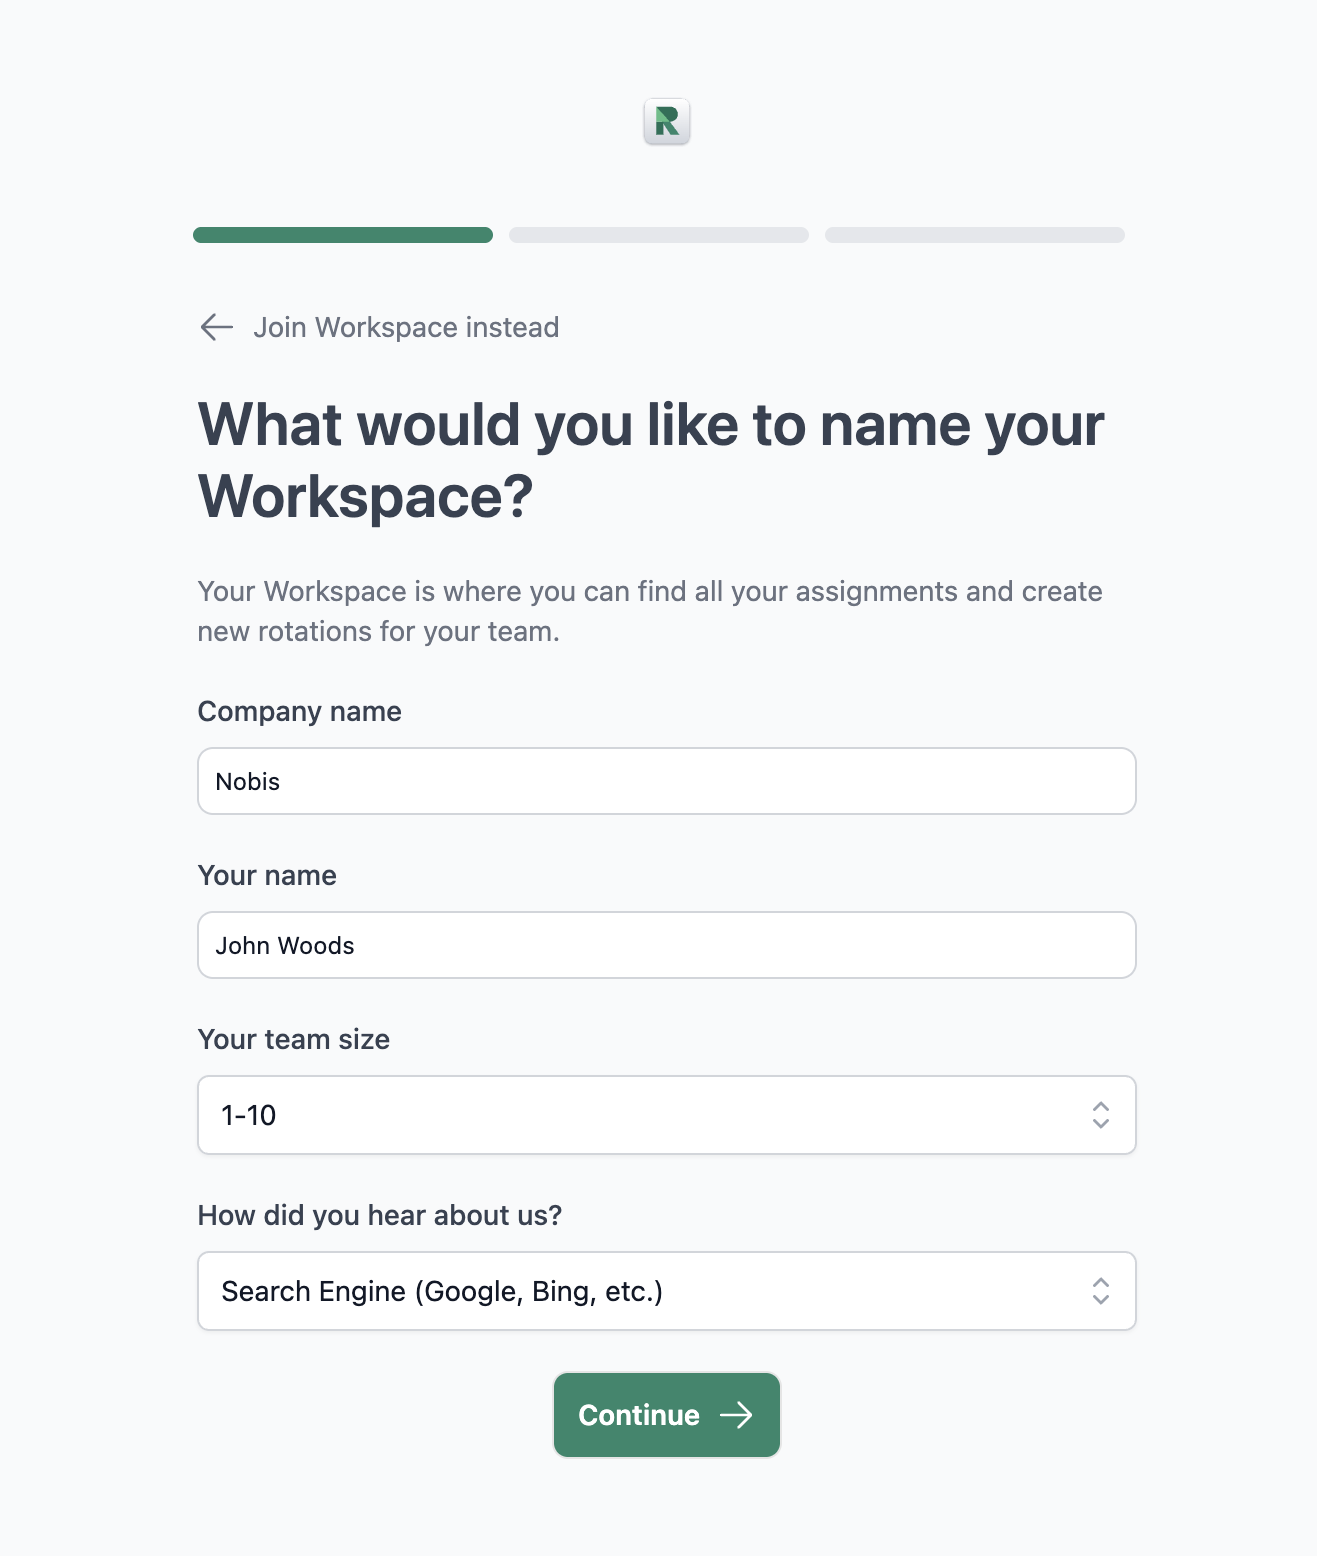 R
Join Workspace instead
What would you like to name your
Workspace?
Your Workspace is where you can find all your assignments and create
new rotations for your team.
Company name
Nobis
Your name
John Woods
Your team size
1-10
How did you hear about us?
Search Engine (Google, Bing, etc.)
Continue